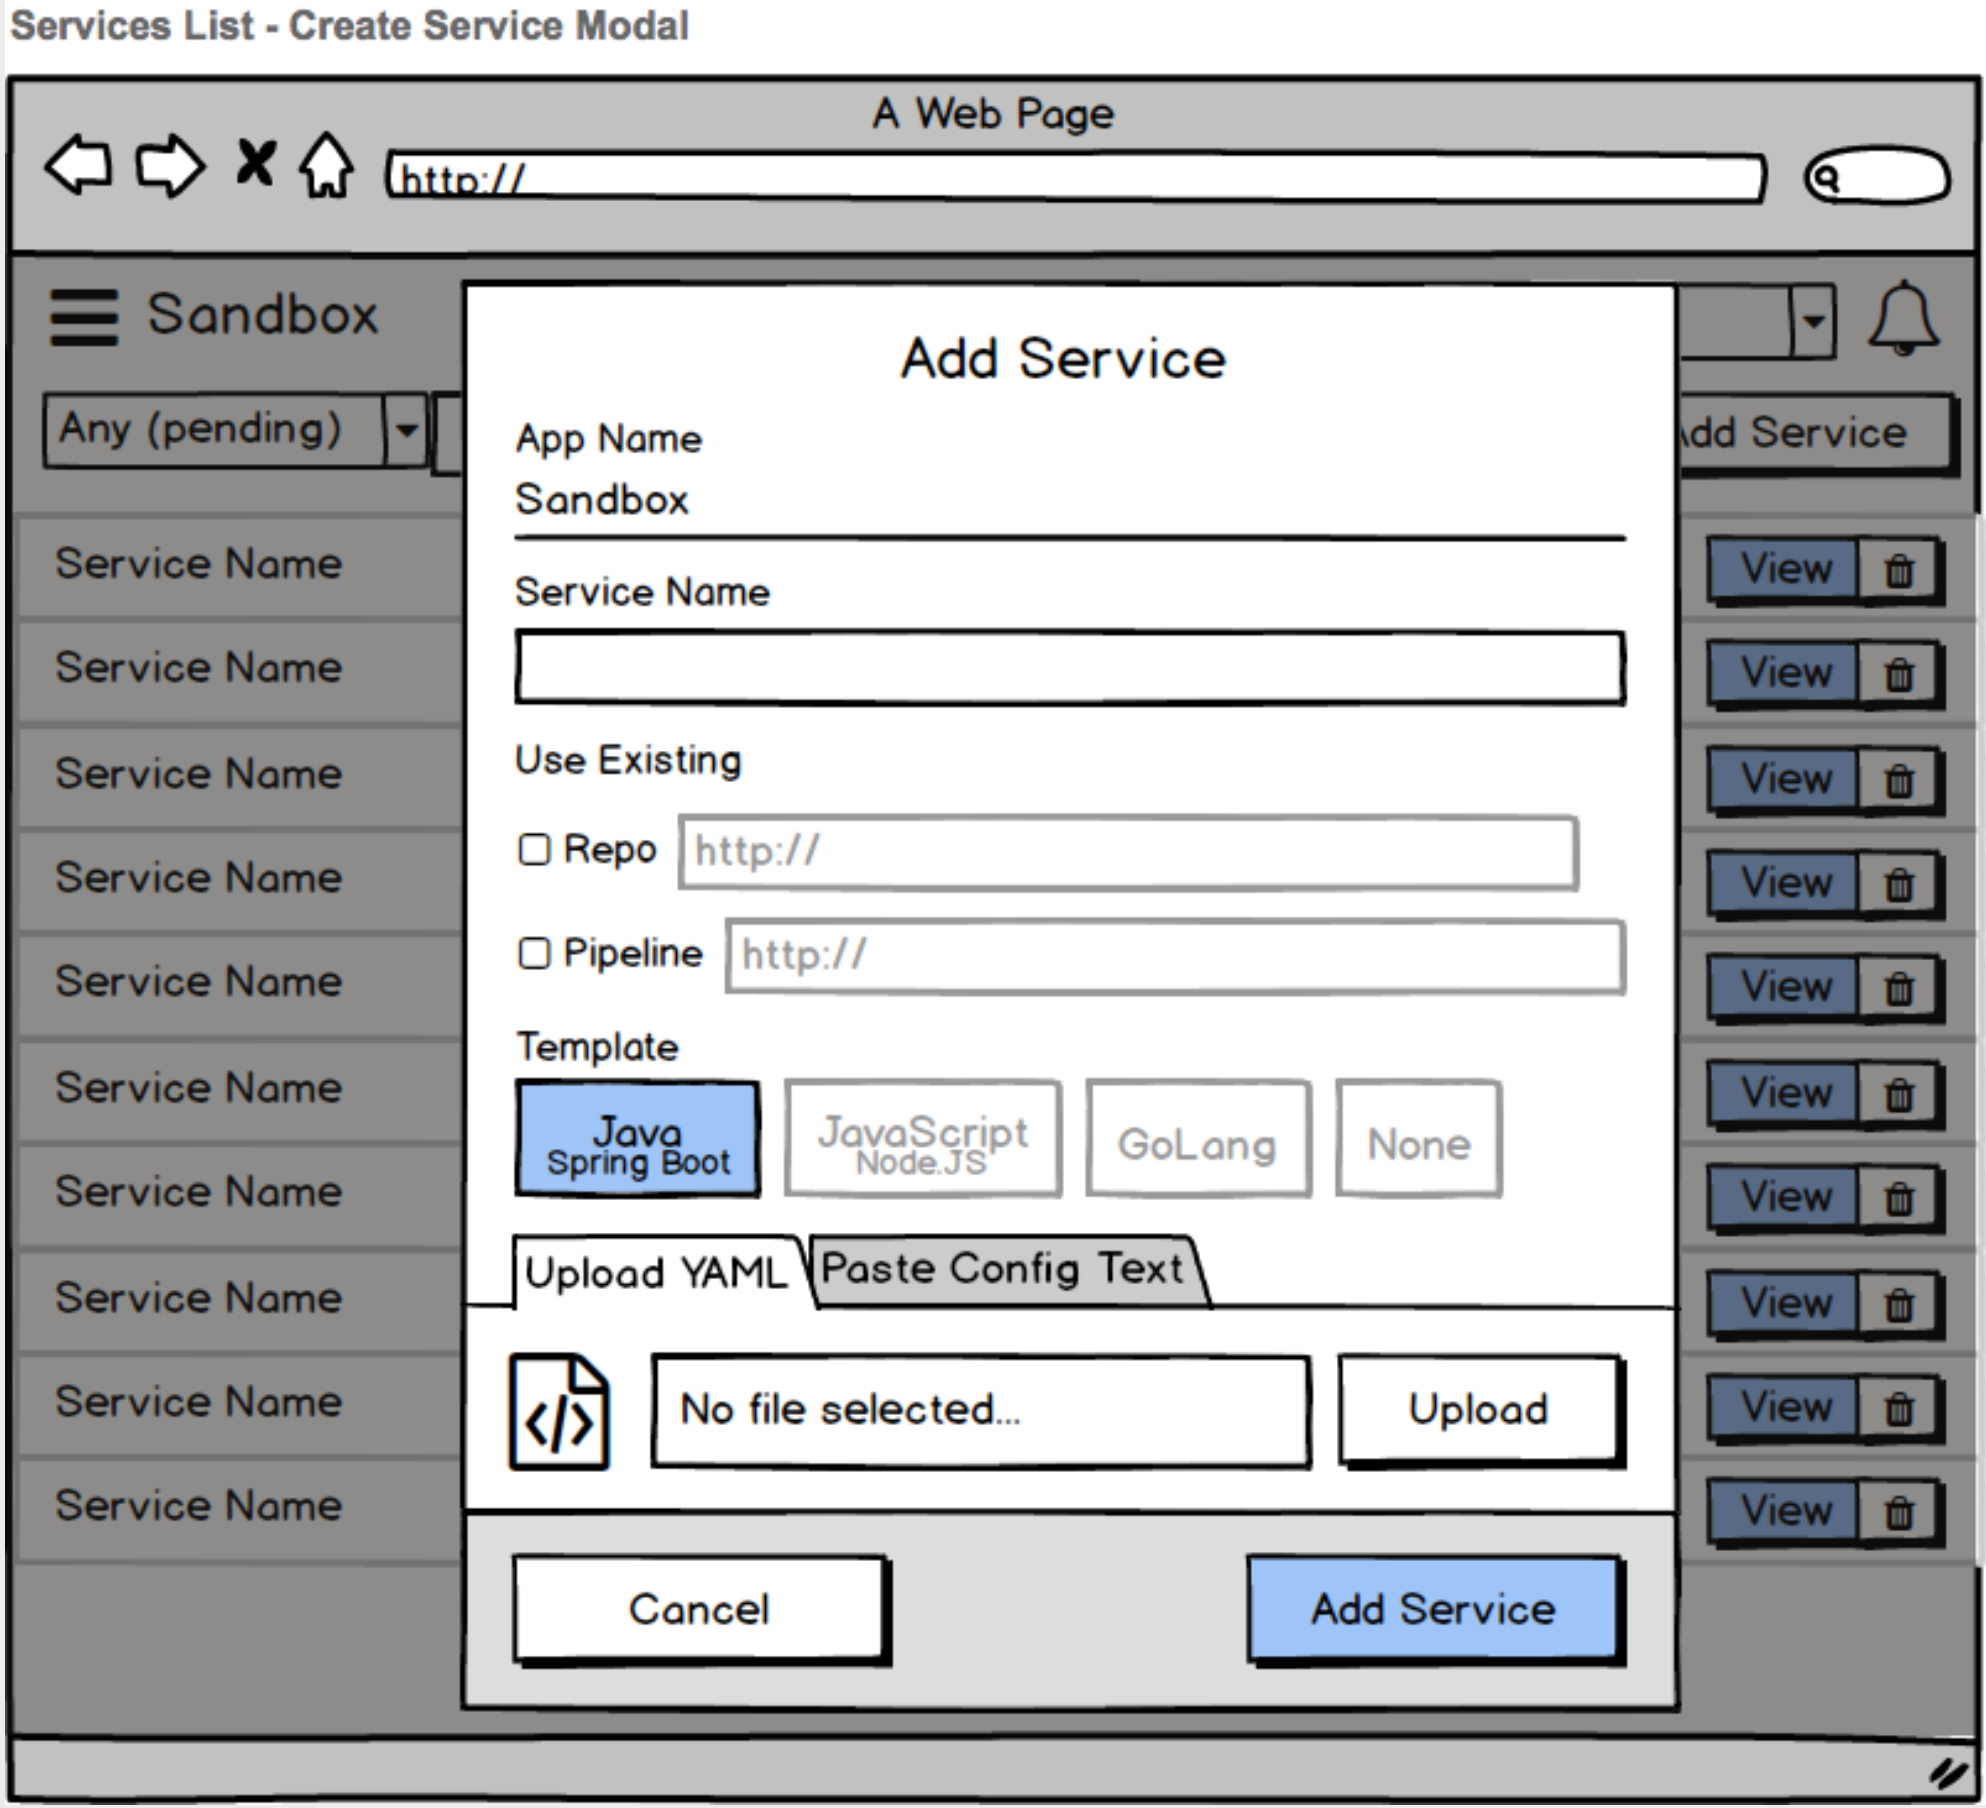 Services List - Create Service Modal
A Web Page
http://
Sandbox
Any (pending)
Add Service
Add Service
App Name
Sandbox
Service Name
Use Existing
Repo http://
Pipeline http://
Template
Java
Spring Boot
JavaScript
Node.JS
GoLang
None
Upload YAML
Paste Config Text
No file selected...
Upload
Cancel
Add Service
Service Name View
Service Name View
Service Name View
Service Name View
Service Name View
Service Name View
Service Name View
Service Name View
Service Name View
Service Name View